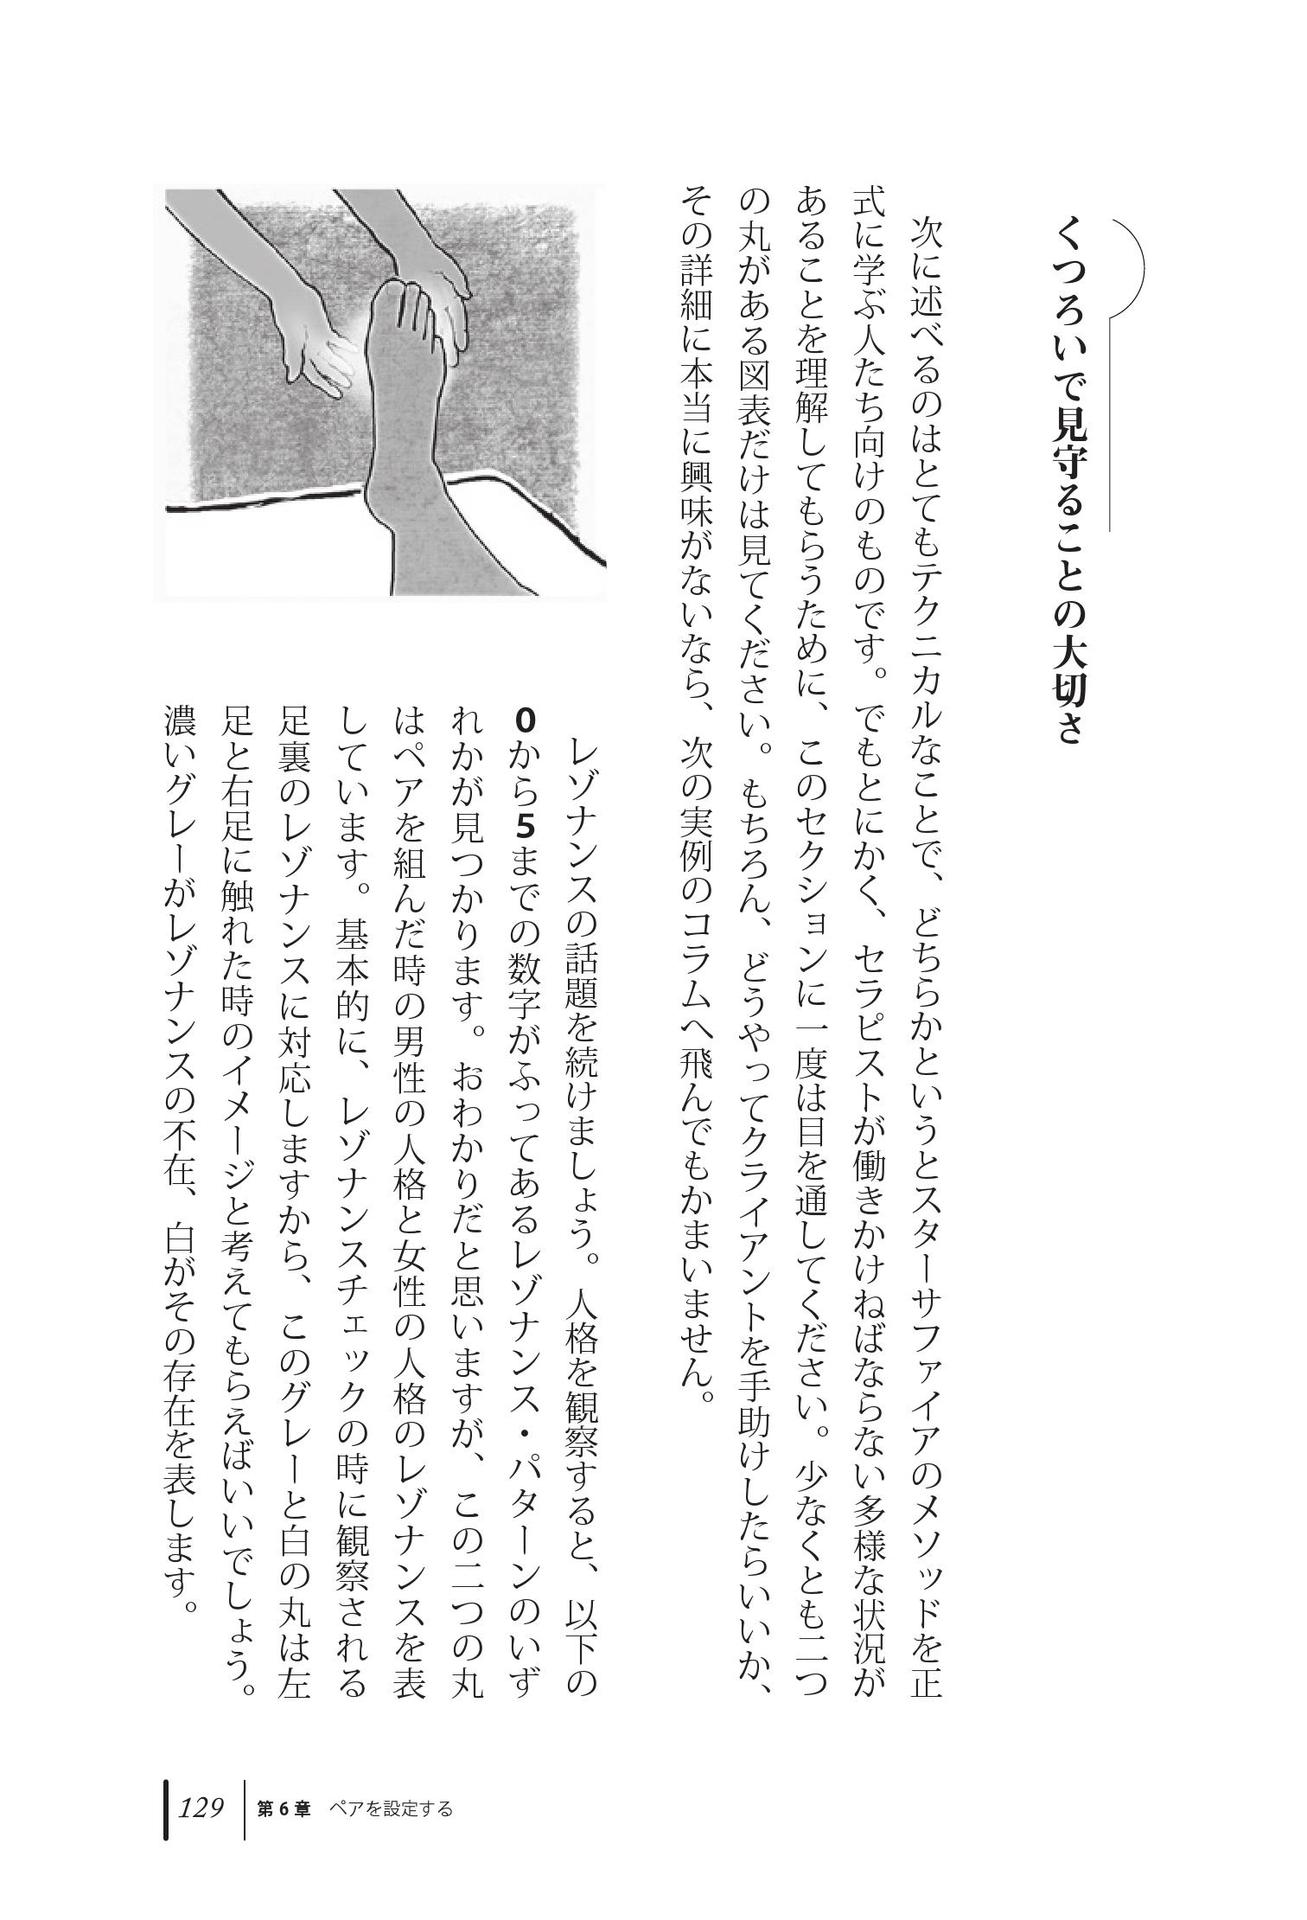 くつろいで見守ることの大切さ
次に述べるのはとてもテクニカルなことで、どちらかというとスターサファイアのメソッドを正
式に学ぶ人たち向けのものです。でもとにかく、セラピストが働きかけねばならない多様な状況が
あることを理解してもらうために、このセクションに一度は目を通してください。少なくとも二つ
の丸がある図表だけは見てください。もちろん、どうやってクライアントを手助けしたらいいか、
その詳細に本当に興味がないなら、次の実例のコラムへ飛んでもかまいません。
レゾナンスの話題を続けましょう。人格を観察すると、以下の
0から5までの数字がふってあるレゾナンス・パターンのいず
れかが見つかります。おわかりだと思いますが、この二つの丸
はペアを組んだ時の男性の人格と女性の人格のレゾナンスを表
しています。基本的に、レゾナンスチェックの時に観察される
足裏のレゾナンスに対応しますから、このグレーと白の丸は左
足と右足に触れた時のイメージと考えてもらえばいいでしょう。
濃いグレーがレゾナンスの不在、白がその存在を表します。
129 第6章 ペアを設定する